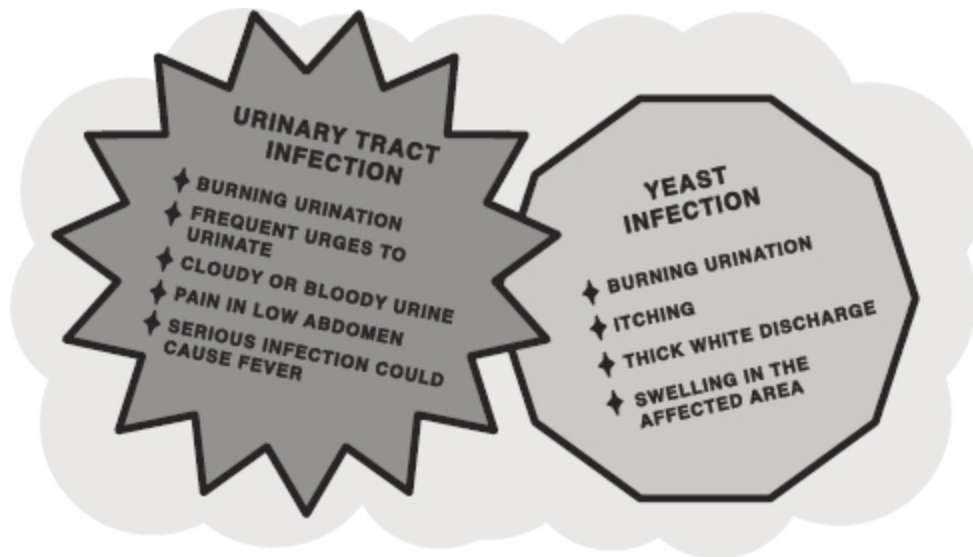 URINARY TRACT
INFECTION
BURNING URINATION
FREQUENT URGES TO
URINATE
CLOUDY OR BLOODY URINE
PAIN IN LOW ABDOMEN
SERIOUS INFECTION COULD
CAUSE FEVER
YEAST
INFECTION
BURNING URINATION
ITCHING
THICK WHITE DISCHARGE
SWELLING IN THE
AFFECTED AREA